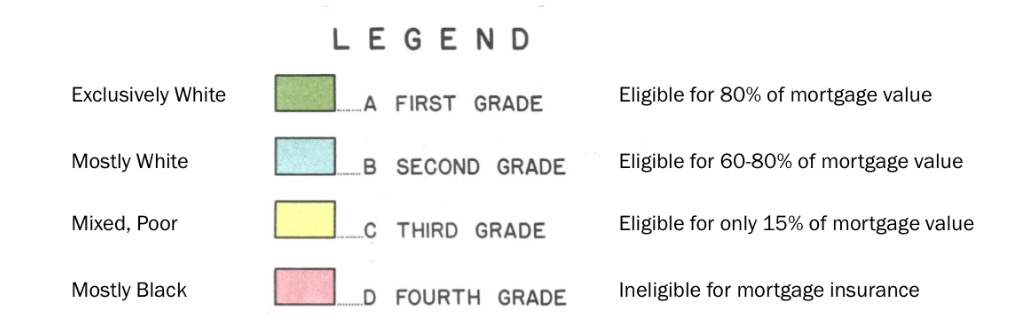 LEGEND
Exclusively White A FIRST GRADE Eligible for 80% of mortgage value
Mostly White B SECOND GRADE Eligible for 60-80% of mortgage value
Mixed, Poor C THIRD GRADE Eligible for only 15% of mortgage value
Mostly Black D FOURTH GRADE Ineligible for mortgage insurance